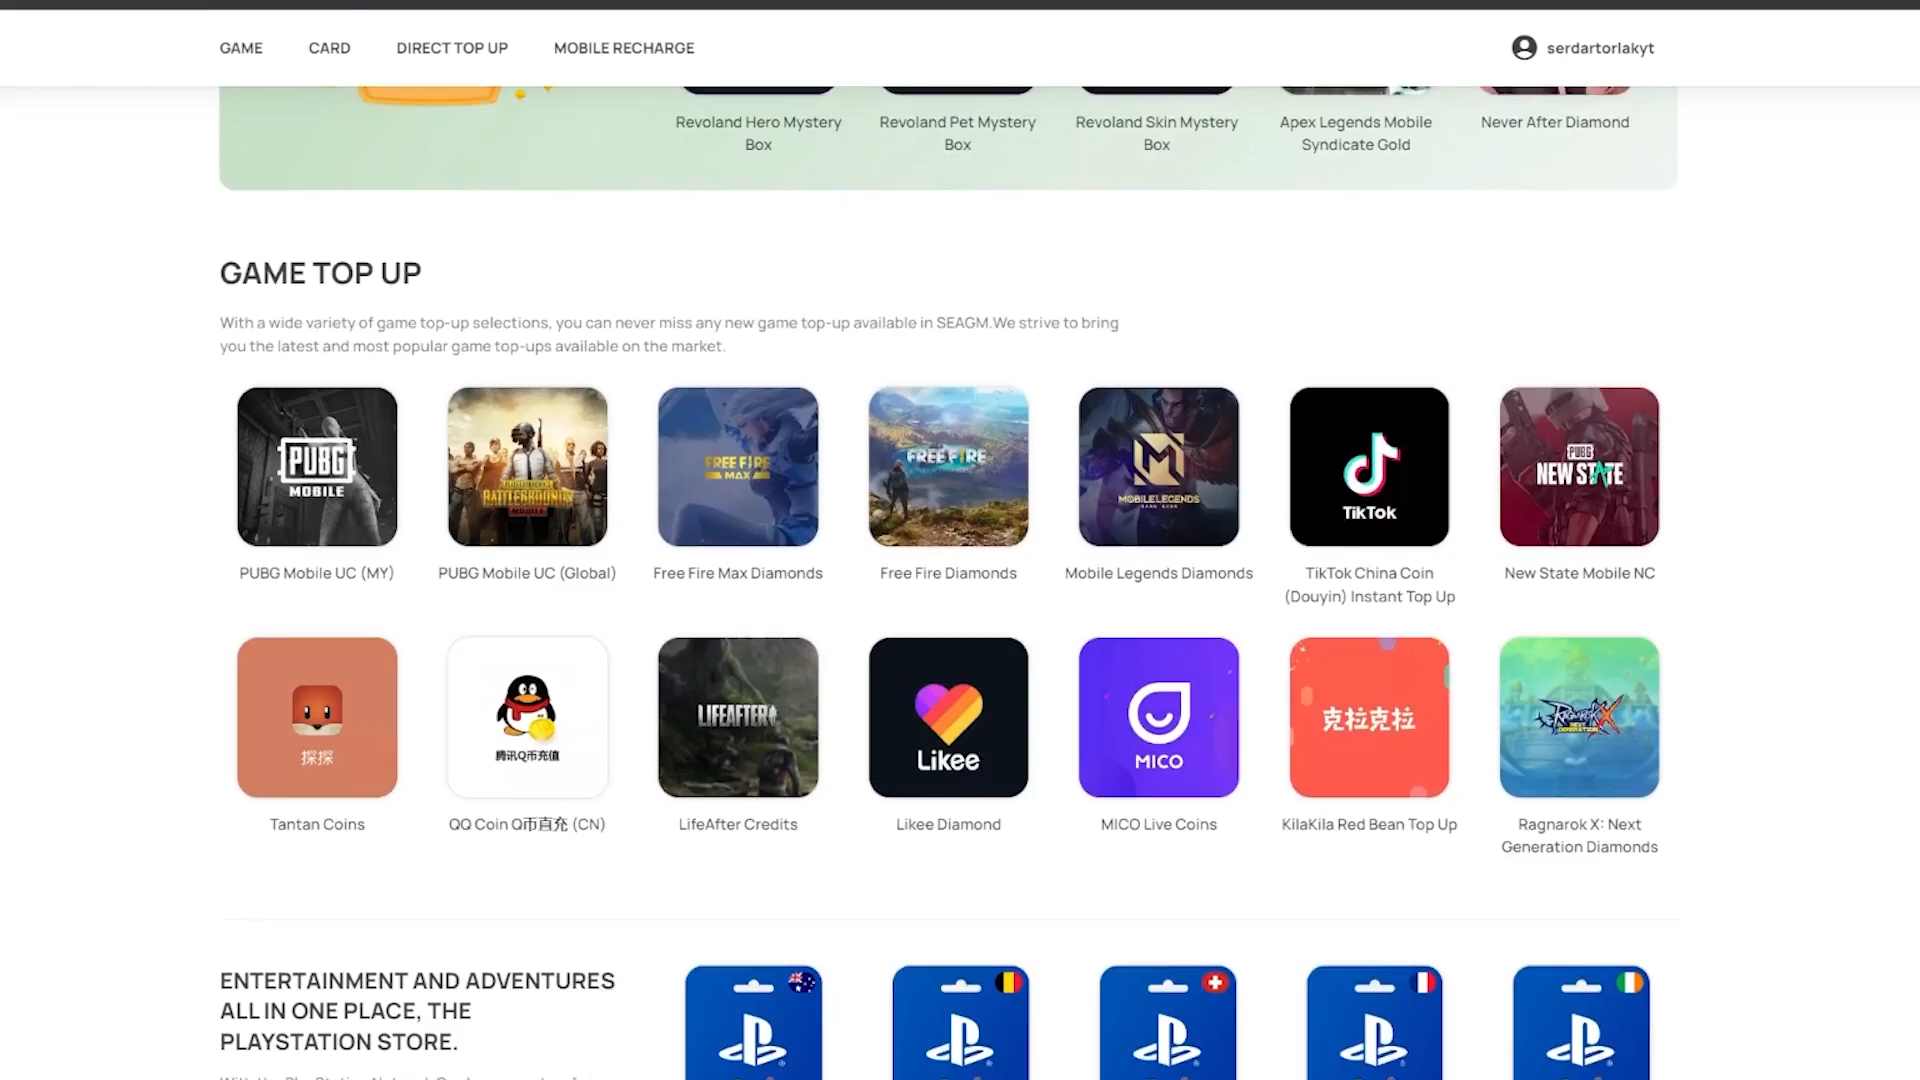 GAME CARD DIRECT TOP UP MOBILE RECHARGE serdartorlakyt
Revoland Hero Mystery Box
Revoland Pet Mystery Box
Revoland Skin Mystery Box
Apex Legends Mobile Syndicate Gold
Never After Diamond
GAME TOP UP
With a wide variety of game top-up selections, you can never miss any new game top-up available in SEAGM.We strive to bring
you the latest and most popular game top-ups available on the market.
PUBG
MOBILE
BATTLEGROUNDS
MOBILE
FREE FIRE
MAX
FREE FIRE
MOBILE LEGENDS
BANG BANG
TikTok
PUBG
NEW STATE
PUBG Mobile UC (MY)
PUBG Mobile UC (Global)
Free Fire Max Diamonds
Free Fire Diamonds
Mobile Legends Diamonds
TikTok China Coin
(Douyin) Instant Top Up
New State Mobile NC
探探
腾讯Q币充值
LIFEAFTER
Likee
MICO
克拉克拉
RAGNAROK X
NEXT
GENERATION
Tantan Coins
QQ Coin Q币直充 (CN)
LifeAfter Credits
Likee Diamond
MICO Live Coins
KilaKila Red Bean Top Up
Ragnarok X: Next
Generation Diamonds
ENTERTAINMENT AND ADVENTURES
ALL IN ONE PLACE, THE
PLAYSTATION STORE.